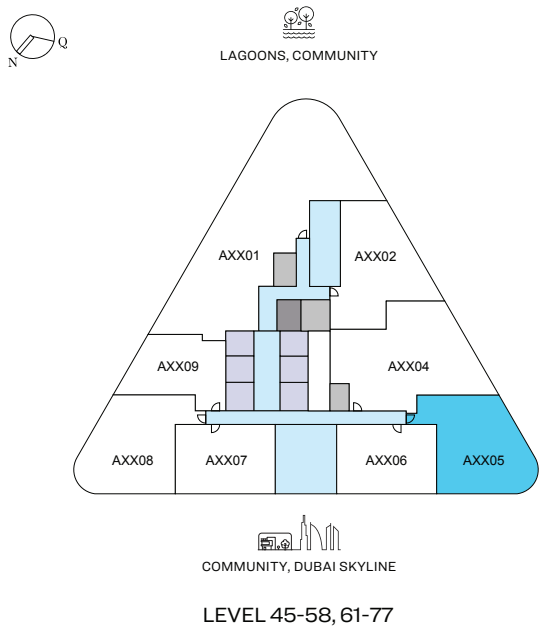 N
Q
LAGOONS, COMMUNITY
AXX01
AXX02
AXX09
AXX04
AXX08
AXX07
AXX06
AXX05
COMMUNITY, DUBAI SKYLINE
LEVEL 45-58, 61-77